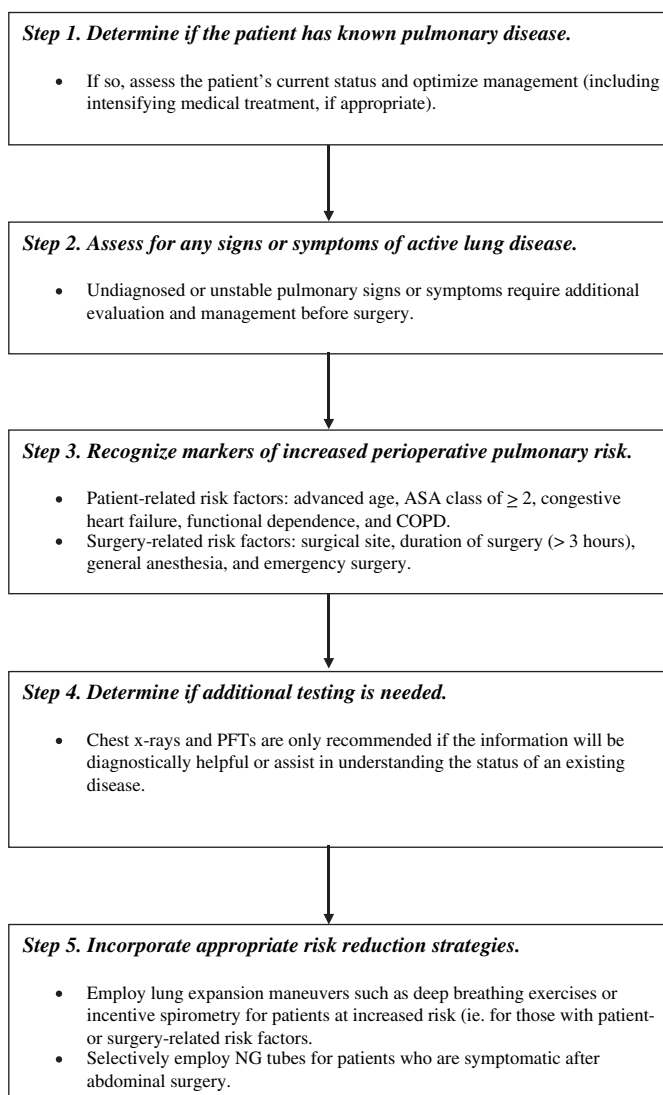 Step 1. Determine if the patient has known pulmonary disease.
• If so, assess the patient’s current status and optimize management (including
intensifying medical treatment, if appropriate).
Step 2. Assess for any signs or symptoms of active lung disease.
• Undiagnosed or unstable pulmonary signs or symptoms require additional
evaluation and management before surgery.
Step 3. Recognize markers of increased perioperative pulmonary risk.
• Patient-related risk factors: advanced age, ASA class of ≥ 2, congestive
heart failure, functional dependence, and COPD.
• Surgery-related risk factors: surgical site, duration of surgery (> 3 hours),
general anesthesia, and emergency surgery.
Step 4. Determine if additional testing is needed.
• Chest x-rays and PFTs are only recommended if the information will be
diagnostically helpful or assist in understanding the status of an existing
disease.
Step 5. Incorporate appropriate risk reduction strategies.
• Employ lung expansion maneuvers such as deep breathing exercises or
incentive spirometry for patients at increased risk (ie. for those with patient-
or surgery-related risk factors.
• Selectively employ NG tubes for patients who are symptomatic after
abdominal surgery.